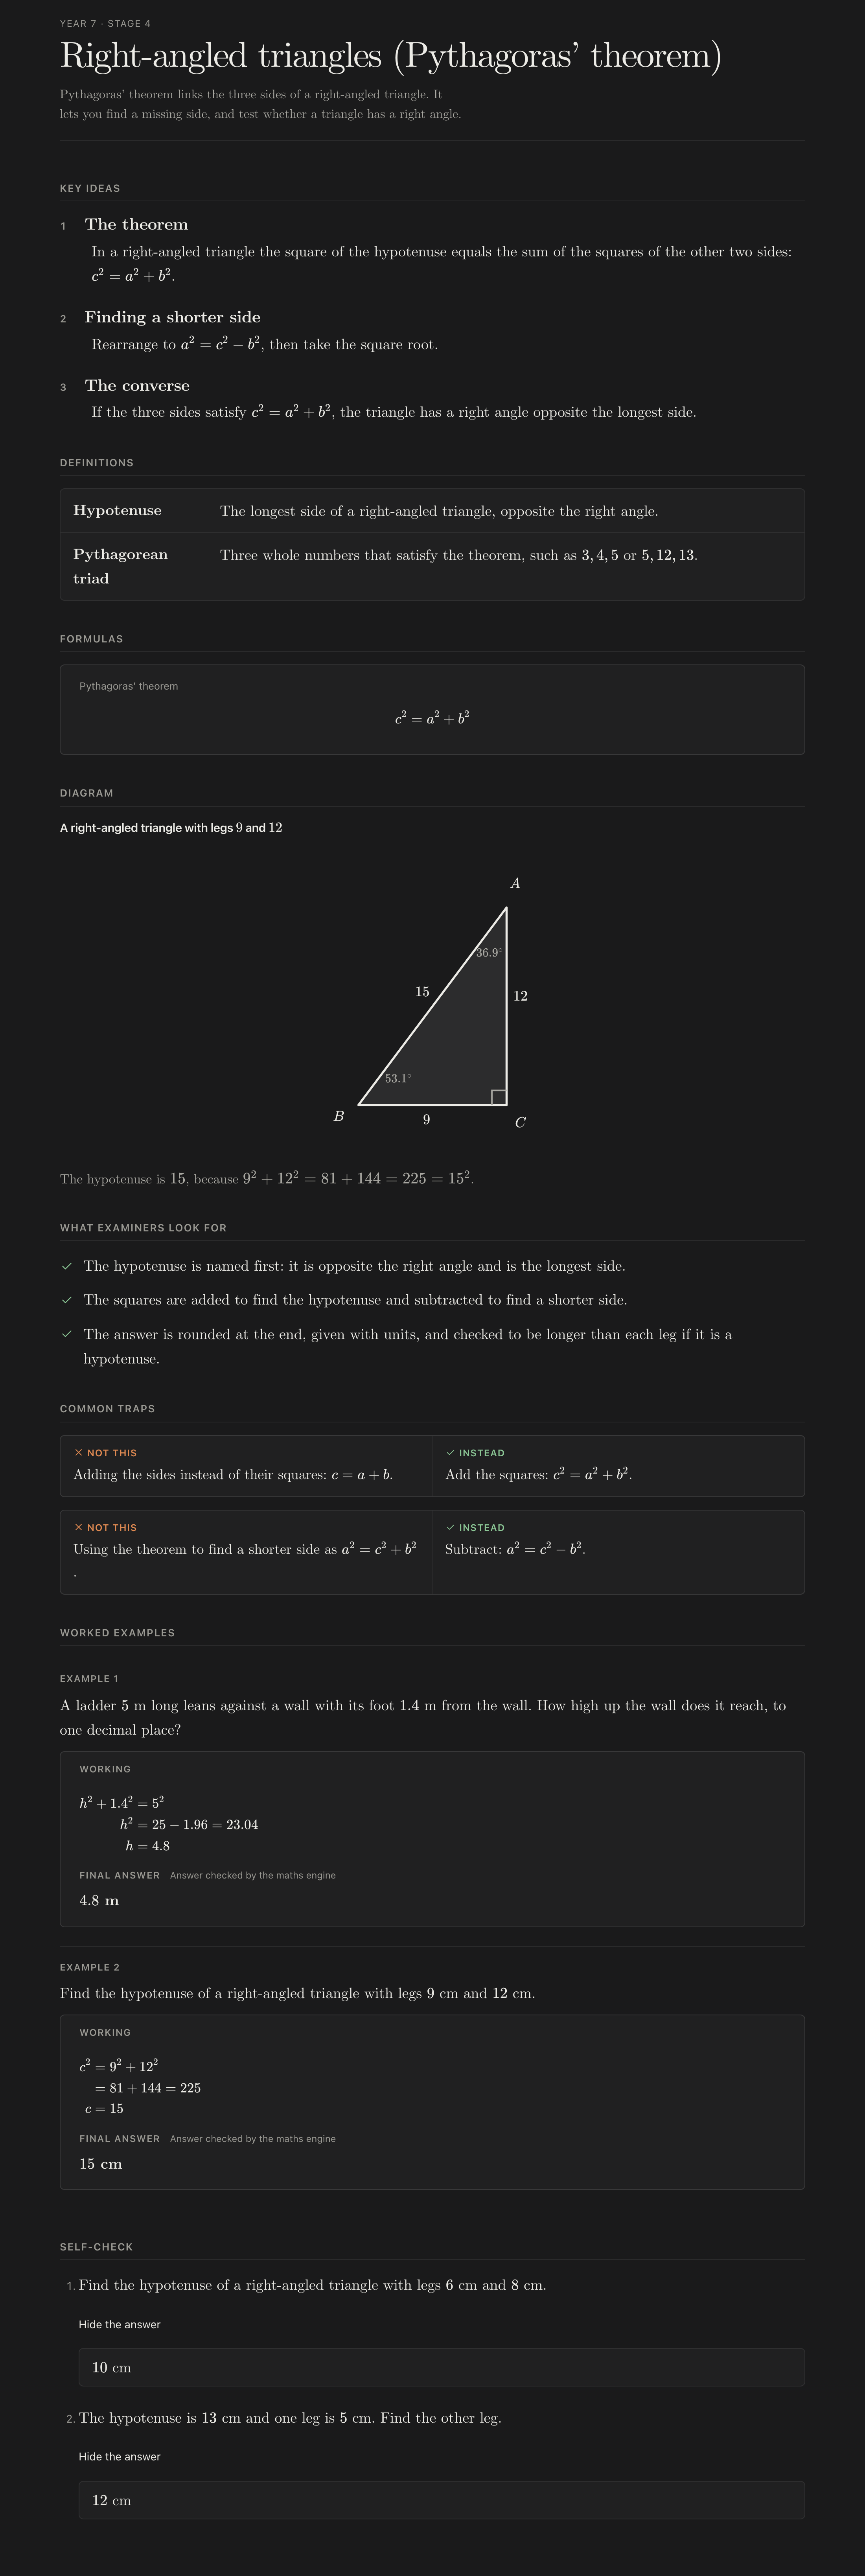 YEAR 7 · STAGE 4
Right-angled triangles (Pythagoras' theorem)
Pythagoras' theorem links the three sides of a right-angled triangle. It
lets you find a missing side, and test whether a triangle has a right angle.
KEY IDEAS
1 The theorem
In a right-angled triangle the square of the hypotenuse equals the sum of the squares of the other two sides:
c² = a² + b².
2 Finding a shorter side
Rearrange to a² = c² − b², then take the square root.
3 The converse
If the three sides satisfy c² = a² + b², the triangle has a right angle opposite the longest side.
DEFINITIONS
Hypotenuse The longest side of a right-angled triangle, opposite the right angle.
Pythagorean Three whole numbers that satisfy the theorem, such as 3, 4, 5 or 5, 12, 13.
triad
FORMULAS
Pythagoras' theorem
c² = a² + b²
DIAGRAM
A right-angled triangle with legs 9 and 12
A
36.9°
15
12
53.1°
B
9
C
The hypotenuse is 15, because 9² + 12² = 81 + 144 = 225 = 15².
WHAT EXAMINERS LOOK FOR
✓ The hypotenuse is named first: it is opposite the right angle and is the longest side.
✓ The squares are added to find the hypotenuse and subtracted to find a shorter side.
✓ The answer is rounded at the end, given with units, and checked to be longer than each leg if it is a
hypotenuse.
COMMON TRAPS
✕ NOT THIS
Adding the sides instead of their squares: c = a + b.
✓ INSTEAD
Add the squares: c² = a² + b².
✕ NOT THIS
Using the theorem to find a shorter side as a² = c² + b²
.
✓ INSTEAD
Subtract: a² = c² − b².
WORKED EXAMPLES
EXAMPLE 1
A ladder 5 m long leans against a wall with its foot 1.4 m from the wall. How high up the wall does it reach, to
one decimal place?
WORKING
h² + 1.4² = 5²
h² = 25 − 1.96 = 23.04
h = 4.8
FINAL ANSWER Answer checked by the maths engine
4.8 m
EXAMPLE 2
Find the hypotenuse of a right-angled triangle with legs 9 cm and 12 cm.
WORKING
c² = 9² + 12²
= 81 + 144 = 225
c = 15
FINAL ANSWER Answer checked by the maths engine
15 cm
SELF-CHECK
1. Find the hypotenuse of a right-angled triangle with legs 6 cm and 8 cm.
Hide the answer
10 cm
2. The hypotenuse is 13 cm and one leg is 5 cm. Find the other leg.
Hide the answer
12 cm